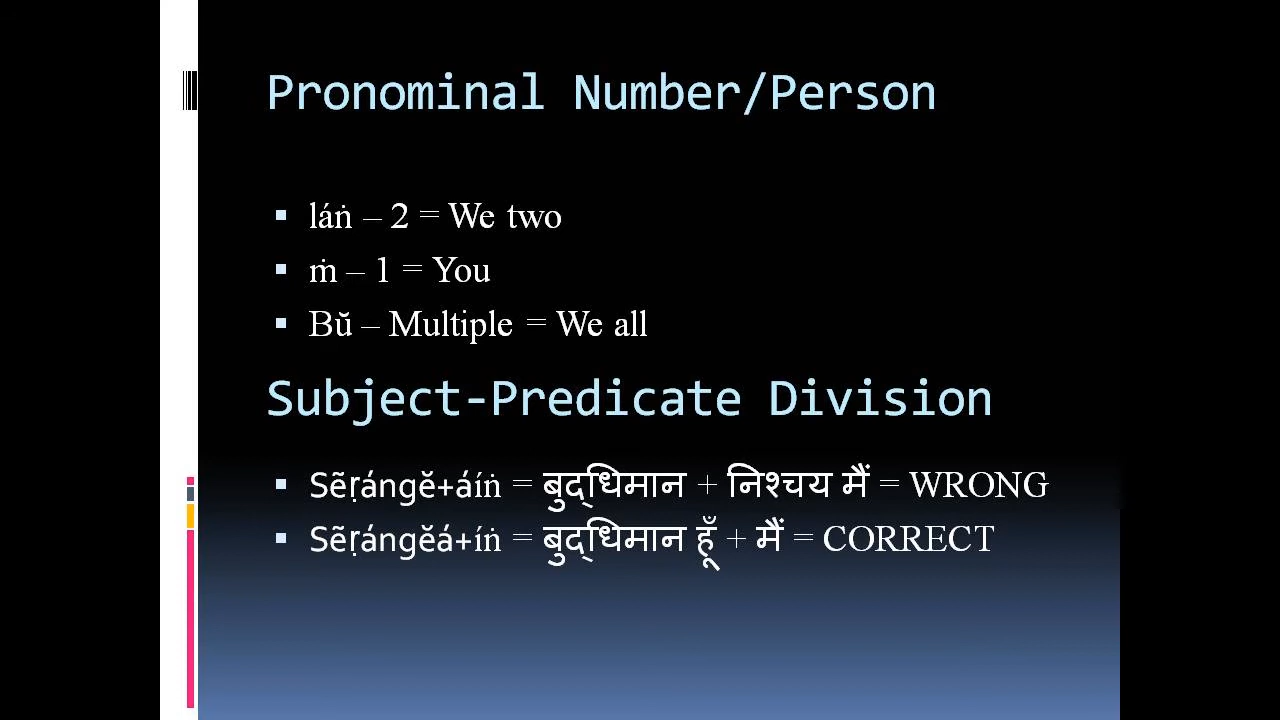 Pronominal Number/Person
láṅ – 2 = We two
ṁ – 1 = You
Bŭ – Multiple = We all
Subject-Predicate Division
Sẽṛángĕ+áíṅ = बुद्धिमान + निश्चय मैं = WRONG
Sẽṛángĕá+íṅ = बुद्धिमान हूँ + मैं = CORRECT